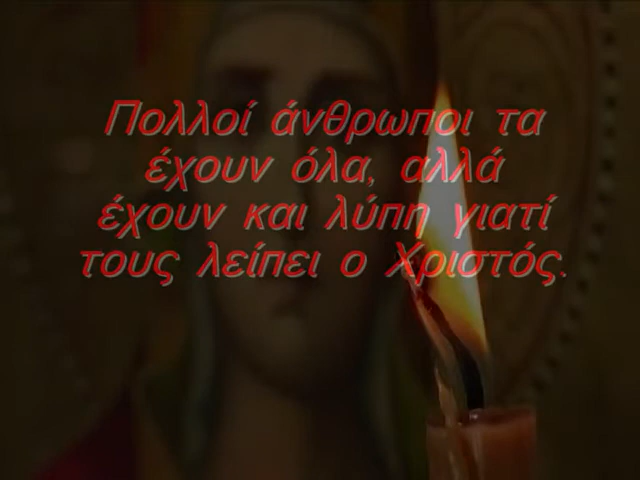 Πολλοί άνθρωποι τα
έχουν όλα, αλλά
έχουν και λύπη γιατί
τους λείπει ο Χριστός.